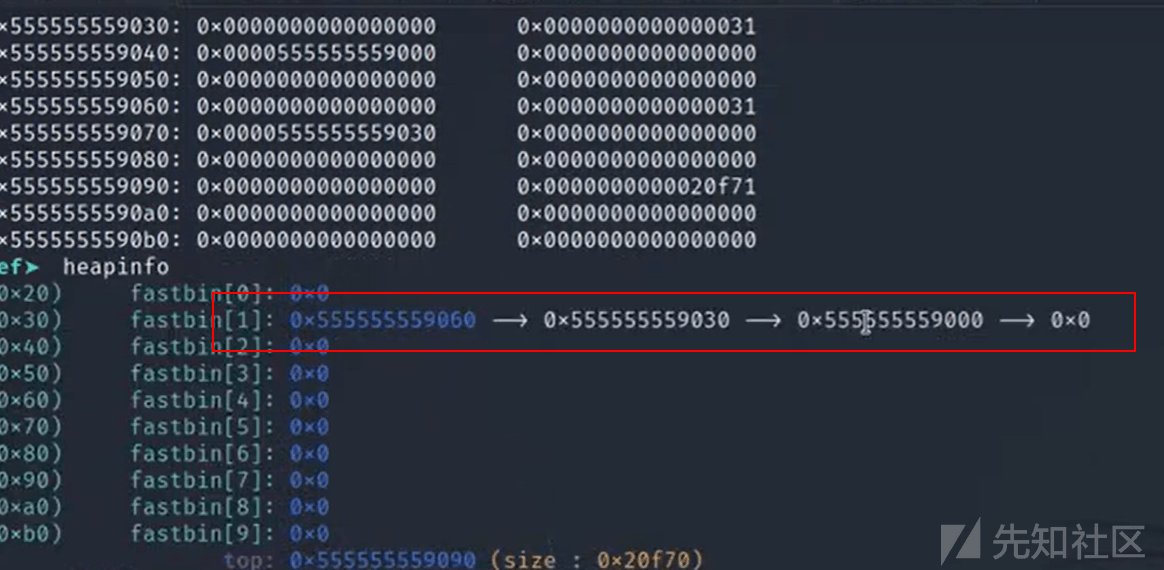 ×555555559030: 0×0000000000000000 0×0000000000000031
×555555559040: 0×0000555555559000 0×0000000000000000
×555555559050: 0×0000000000000000 0×0000000000000000
×555555559060: 0×0000000000000000 0×0000000000000031
×555555559070: 0×0000555555559030 0×0000000000000000
×555555559080: 0×0000000000000000 0×0000000000000000
×555555559090: 0×0000000000000000 0×0000000000020f71
×5555555590a0: 0×0000000000000000 0×0000000000000000
×5555555590b0: 0×0000000000000000 0×0000000000000000
ef➤ heapinfo
0×20) fastbin[0]: 0×0
0×30) fastbin[1]: 0×555555559060 ⟶ 0×555555559030 ⟶ 0×555555559000 ⟶ 0×0
0×40) fastbin[2]: 0×0
0×50) fastbin[3]: 0×0
0×60) fastbin[4]: 0×0
0×70) fastbin[5]: 0×0
0×80) fastbin[6]: 0×0
0×90) fastbin[7]: 0×0
0×a0) fastbin[8]: 0×0
0×b0) fastbin[9]: 0×0
top: 0×555555559090 (size : 0×20f70)
先知社区